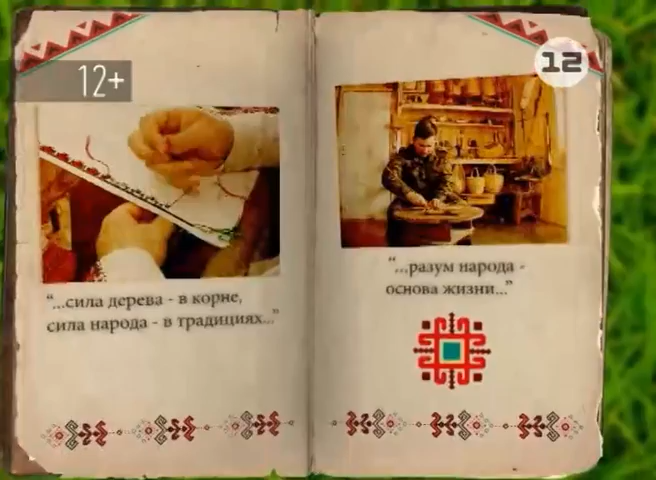 12+
12
“...сила дерева - в корне,
сила народа - в традициях...”
“...разум народа -
основа жизни...”